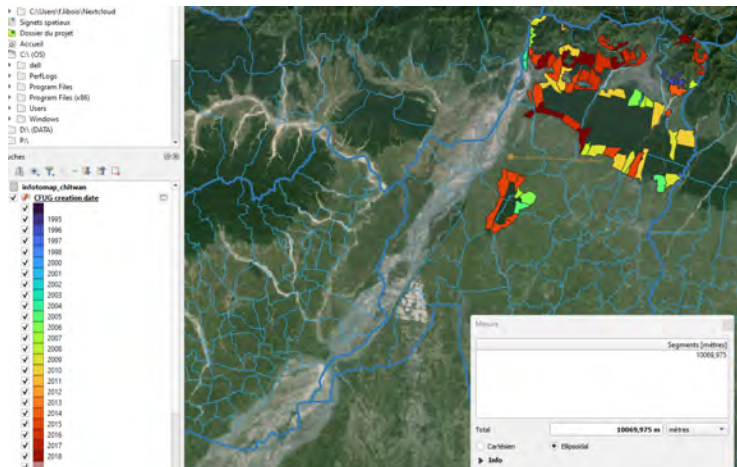 C:\Users\f.libois\Nextcloud
Signets spatiaux
Dossier du projet
Accueil
C:\ (OS)
dell
PerfLogs
Program Files
Program Files (x86)
Users
Windows
D:\ (DATA)
P:\
uches
infotomap_chitwan
CFUG creation date
1995
1996
1997
1998
2000
2001
2002
2003
2004
2005
2006
2007
2008
2009
2010
2011
2012
2013
2014
2015
2016
2017
2018
Mesure
Segments [mètres]
10069,975
Total
10069,975 m
mètres
Cartésien
Ellipsoïdal
Info